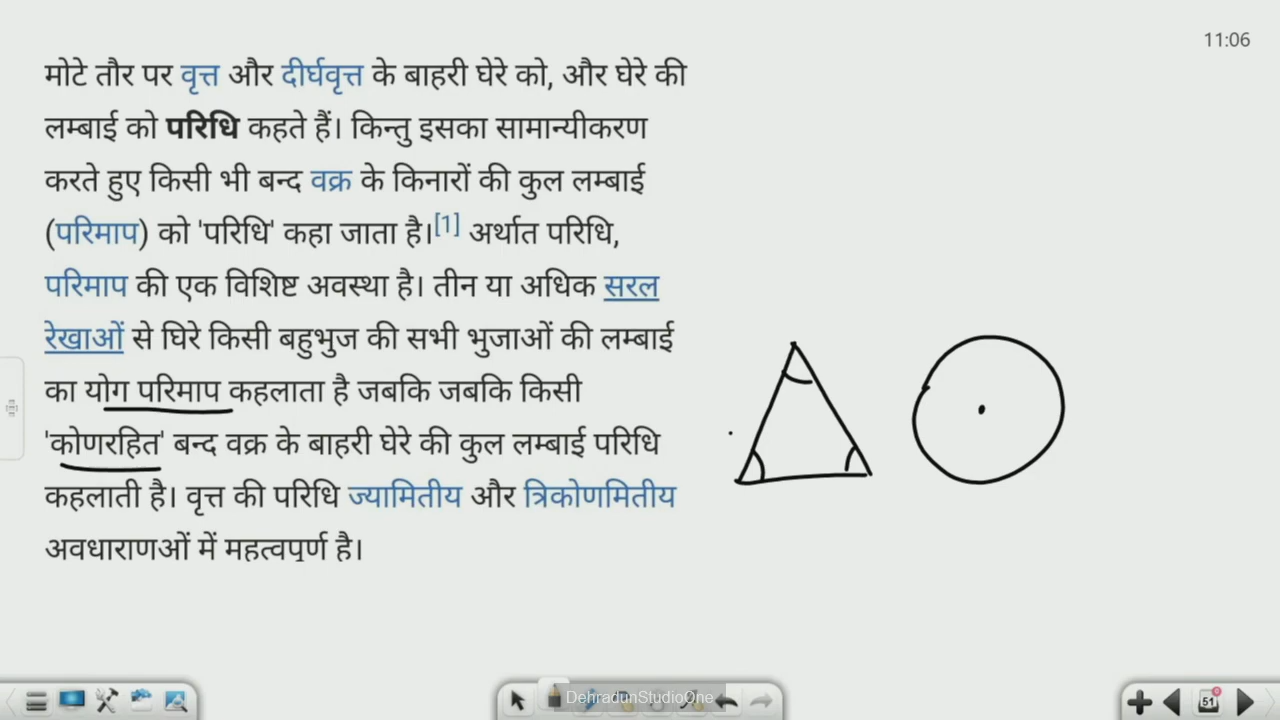 11:06
मोटे तौर पर वृत्त और दीर्घवृत्त के बाहरी घेरे को, और घेरे की
लम्बाई को परिधि कहते हैं। किन्तु इसका सामान्यीकरण
करते हुए किसी भी बन्द वक्र के किनारों की कुल लम्बाई
(परिमाप) को 'परिधि' कहा जाता है।[1] अर्थात परिधि,
परिमाप की एक विशिष्ट अवस्था है। तीन या अधिक सरल
रेखाओं से घिरे किसी बहुभुज की सभी भुजाओं की लम्बाई
का योग परिमाप कहलाता है जबकि जबकि किसी
'कोणरहित' बन्द वक्र के बाहरी घेरे की कुल लम्बाई परिधि
कहलाती है। वृत्त की परिधि ज्यामितीय और त्रिकोणमितीय
अवधाराणओं में महत्वपूर्ण है।
DehradunStudioOne
51